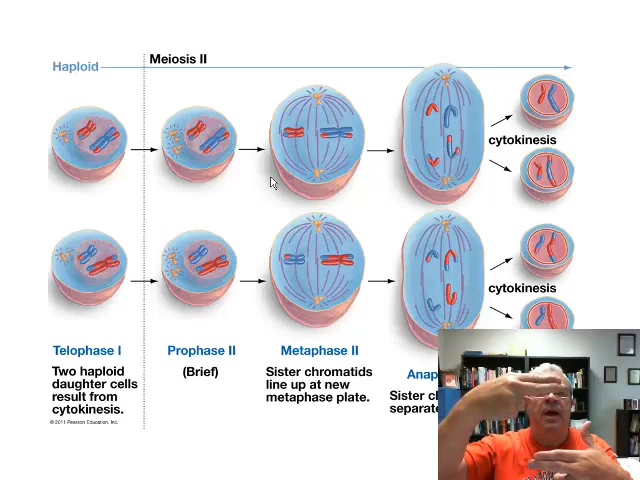 Haploid
Meiosis II
cytokinesis
cytokinesis
Telophase I
Prophase II
Metaphase II
Two haploid
daughter cells
result from
cytokinesis.
(Brief)
Sister chromatids
line up at new
metaphase plate.
Anap
Sister ch
separate
© 2011 Pearson Education, Inc.